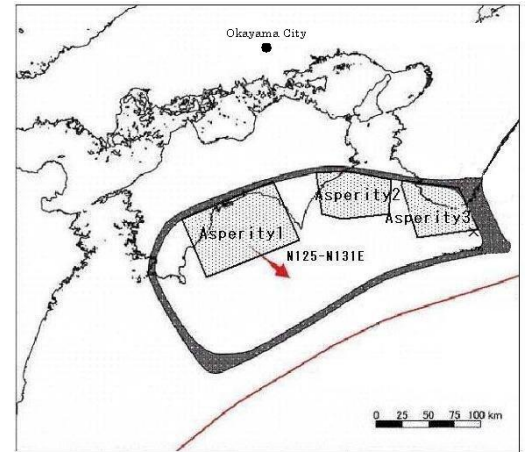 Okayama City
Asperity2
Asperity3
Asperity1
N125-N131E
0 25 50 75 100 km